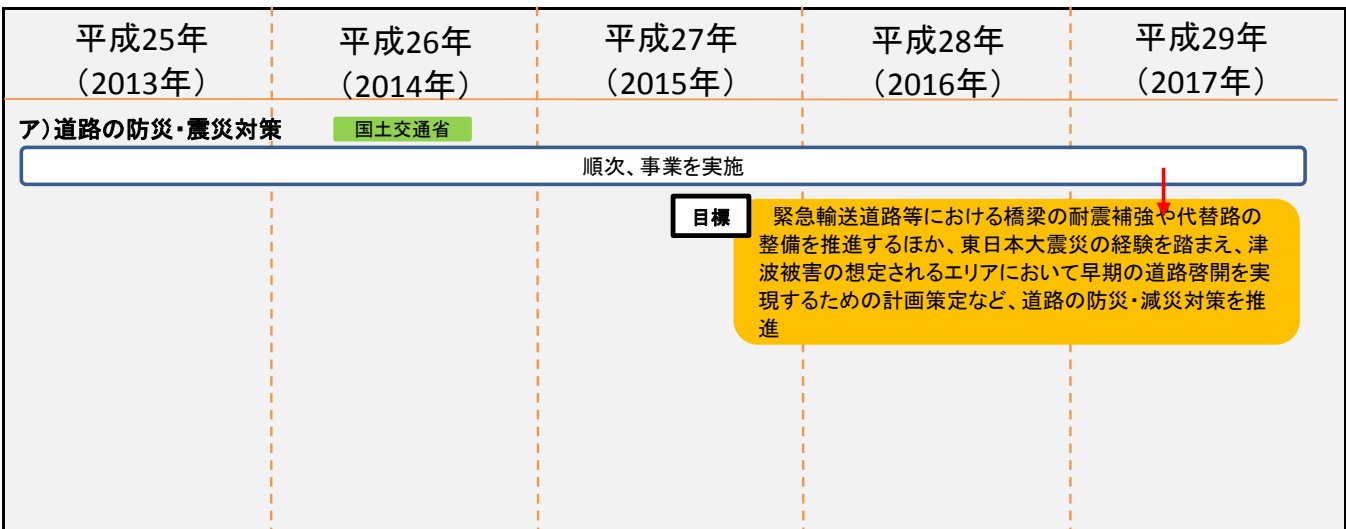 平成25年
（2013年）
平成26年
（2014年）
平成27年
（2015年）
平成28年
（2016年）
平成29年
（2017年）
ア）道路の防災・震災対策
国土交通省
順次、事業を実施
目標
緊急輸送道路等における橋梁の耐震補強や代替路の
整備を推進するほか、東日本大震災の経験を踏まえ、津
波被害の想定されるエリアにおいて早期の道路啓開を実
現するための計画策定など、道路の防災・減災対策を推
進